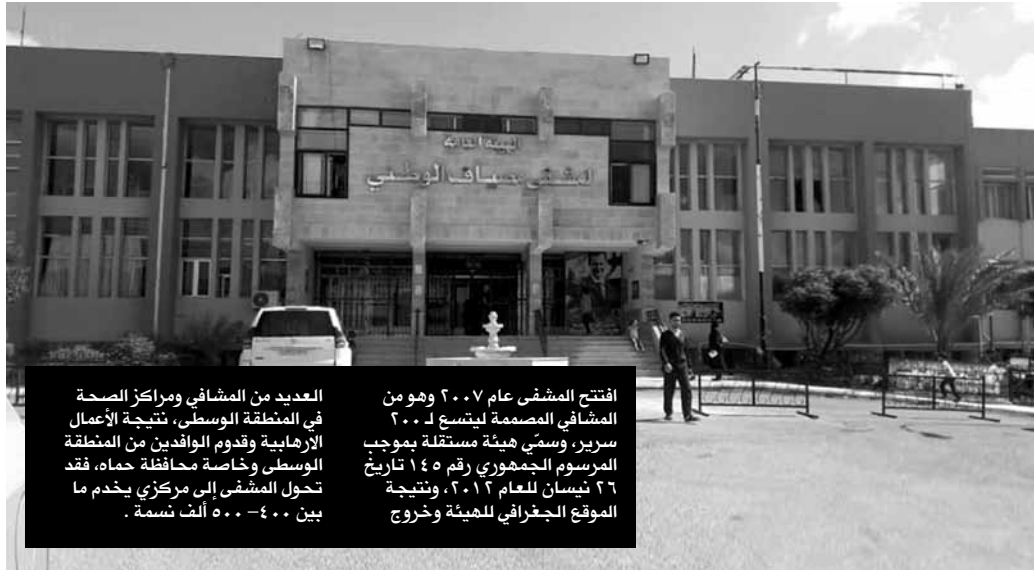 الهيئة العامة
لمشفى مصياف الوطني
افتتح المشفى عام ٢٠٠٧ وهو من
المشافي المصممة ليتسع لـ ٢٠٠
سرير، وسمّي هيئة مستقلة بموجب
المرسوم الجمهوري رقم ١٤٥ تاريخ
٢٦ نيسان للعام ٢٠١٢، ونتيجة
الموقع الجغرافي للهيئة وخروج
العديد من المشافي ومراكز الصحة
في المنطقة الوسطى، نتيجة الأعمال
الارهابية وقدوم الوافدين من المنطقة
الوسطى وخاصة محافظة حماه، فقد
تحول المشفى إلى مركزي يخدم ما
بين ٤٠٠– ٥٠٠ ألف نسمة .